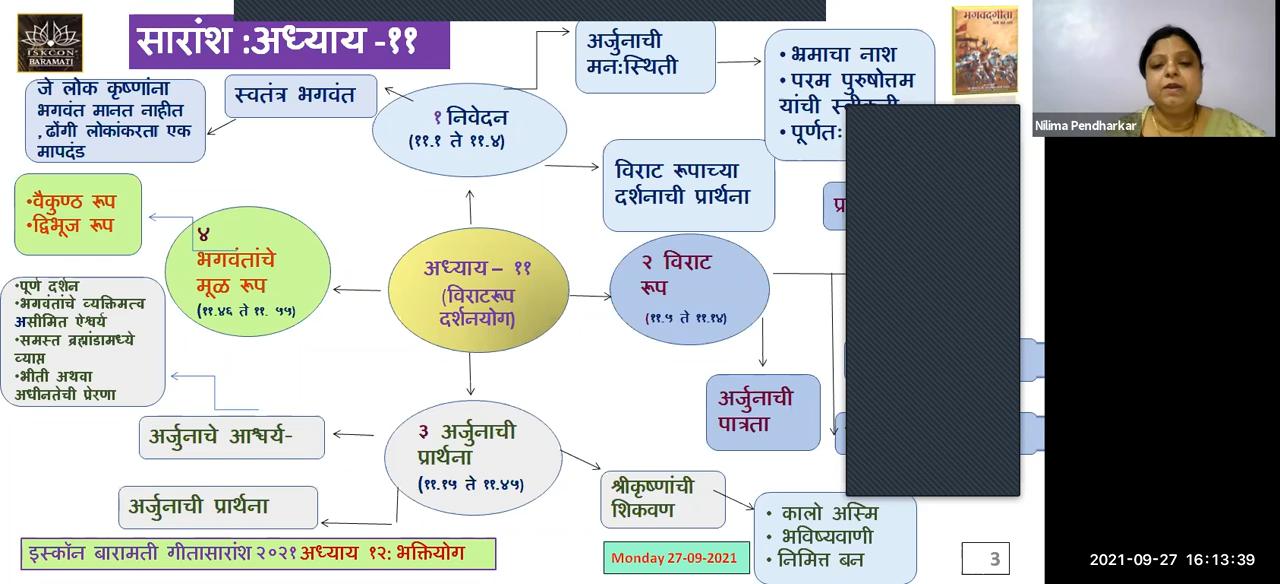 ISKCON
BARAMATI
सारांश :अध्याय -११
अर्जुनाची
मन:स्थिती
• भ्रमाचा नाश
• परम पुरुषोत्तम
यांची
• पूर्णतः
भगवद्‌गीता
Nilima Pendharkar
जे लोक कृष्णांना
भगवंत मानत नाहीत
, ढोंगी लोकांकरता एक
मापदंड
स्वतंत्र भगवंत
१ निवेदन
(११.१ ते ११.४)
विराट रूपाच्या
दर्शनाची प्रार्थना
•वैकुण्ठ रूप
•द्विभूज रूप
४
भगवंतांचे
मूळ रूप
(११.४६ ते ११. ५५)
अध्याय – ११
(विराटरूप
दर्शनयोग)
२ विराट
रूप
(११.५ ते ११.१४)
•पूर्ण दर्शन
•भगवंतांचे व्यक्तिमत्व
असीमित ऐश्वर्य
•समस्त ब्रह्मांडामध्ये
व्याप्त
•भीती अथवा
अधीनतेची प्रेरणा
अर्जुनाची
पात्रता
अर्जुनाचे आश्चर्य-
३ अर्जुनाची
प्रार्थना
(११.१५ ते ११.४५)
अर्जुनाची प्रार्थना
श्रीकृष्णांची
शिकवण
• कालो अस्मि
• भविष्यवाणी
• निमित्त बन
इस्कॉन बारामती गीतासारांश २०२१ अध्याय १२: भक्तियोग
Monday 27-09-2021
3
2021-09-27 16:13:39